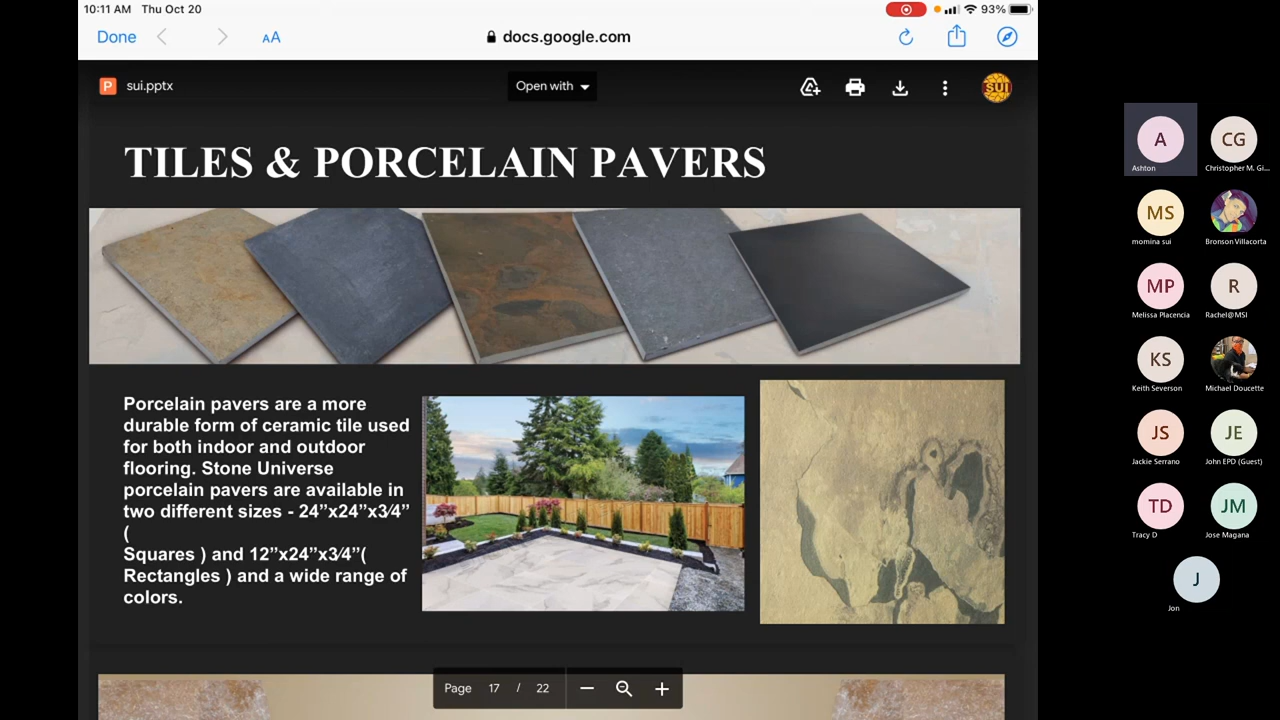 10:11 AM Thu Oct 20
93%
Done
AA
docs.google.com
P
sui.pptx
Open with
SUI
TILES & PORCELAIN PAVERS
Porcelain pavers are a more
durable form of ceramic tile used
for both indoor and outdoor
flooring. Stone Universe
porcelain pavers are available in
two different sizes - 24”x24”x3⁄4”
(
Squares ) and 12”x24”x3⁄4”(
Rectangles ) and a wide range of
colors.
Page 17 / 22
A
Ashton
CG
Christopher M. Gi...
MS
momina sui
Bronson Villacorta
MP
Melissa Placencia
R
Rachel@MSI
KS
Keith Severson
Michael Doucette
JS
Jackie Serrano
JE
John EPD (Guest)
TD
Tracy D
JM
Jose Magana
J
Jon